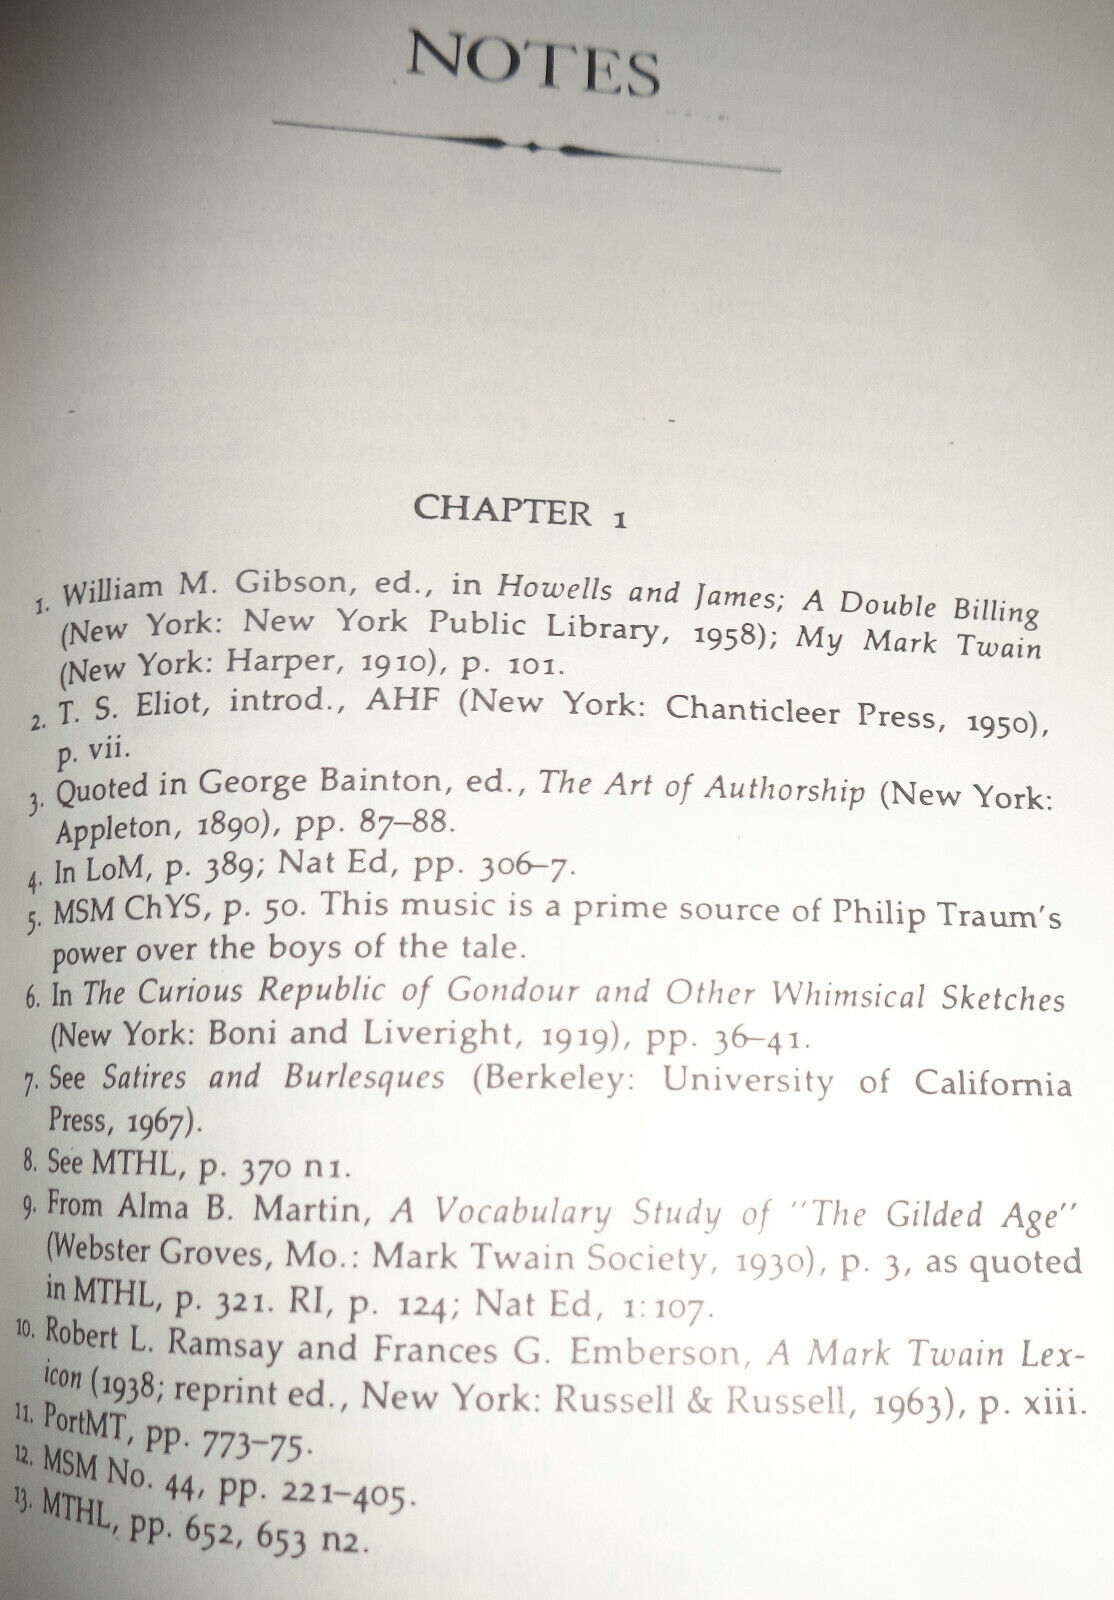 NOTES
CHAPTER 1
1. William M. Gibson, ed., in Howells and James; A Double Billing
(New York: New York Public Library, 1958); My Mark Twain
(New York: Harper, 1910), p. 101.
2. T. S. Eliot, introd., AHF (New York: Chanticleer Press, 1950),
p. vii.
3. Quoted in George Bainton, ed., The Art of Authorship (New York:
Appleton, 1890), pp. 87–88.
4. In LoM, p. 389; Nat Ed, pp. 306–7.
5. MSM ChYS, p. 50. This music is a prime source of Philip Traum's
power over the boys of the tale.
6. In The Curious Republic of Gondour and Other Whimsical Sketches
(New York: Boni and Liveright, 1919), pp. 36–41.
7. See Satires and Burlesques (Berkeley: University of California
Press, 1967).
8. See MTHL, p. 370 n1.
9. From Alma B. Martin, A Vocabulary Study of "The Gilded Age"
(Webster Groves, Mo.: Mark Twain Society, 1930), p. 3, as quoted
in MTHL, p. 321. RI, p. 124; Nat Ed, 1:107.
10. Robert L. Ramsay and Frances G. Emberson, A Mark Twain Lex-
icon (1938; reprint ed., New York: Russell & Russell, 1963), p. xiii.
11. PortMT, pp. 773–75.
12. MSM No. 44, pp. 221–405.
13. MTHL, pp. 652, 653 n2.